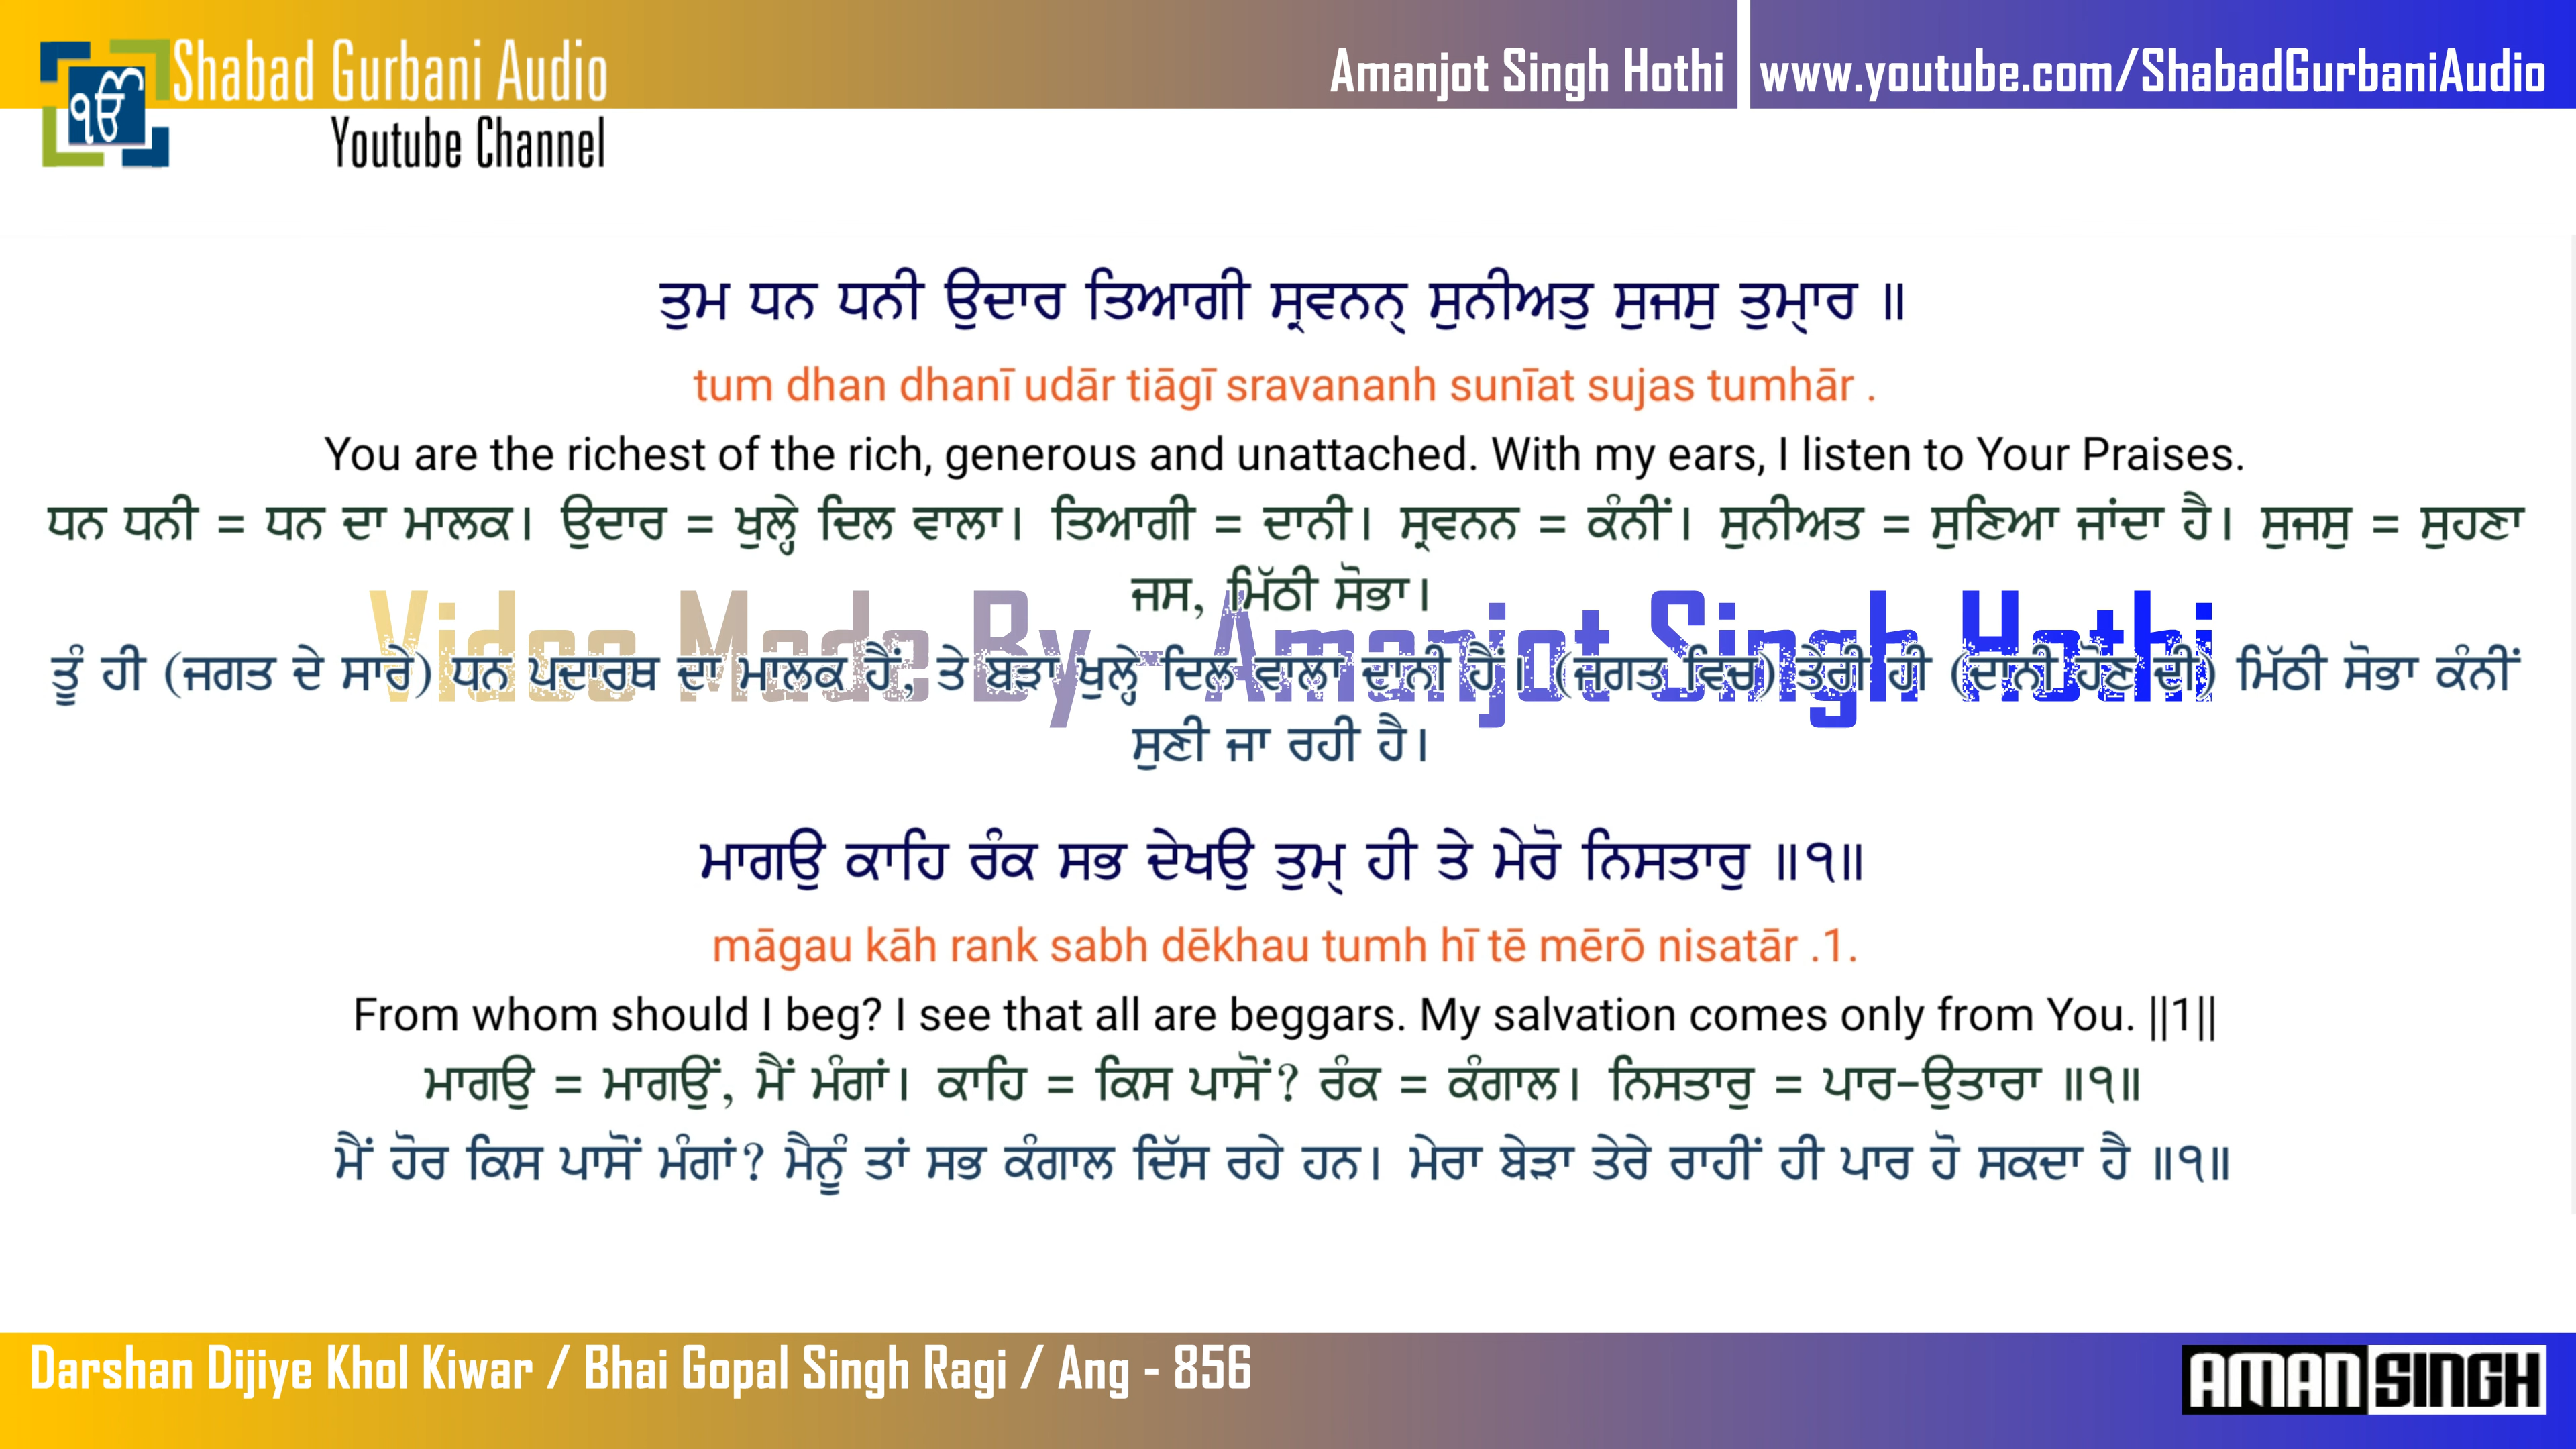 Shabad Gurbani Audio
Youtube Channel
ੴ
Amanjot Singh Hothi
www.youtube.com/ShabadGurbaniAudio
ਤੁਮ ਧਨ ਧਨੀ ਉਦਾਰ ਤਿਆਗੀ ਸ੍ਰਵਨਨ੍ ਸੁਨੀਅਤੁ ਸੁਜਸੁ ਤੁਮ੍ਾਰ ॥
tum dhan dhanī udār tiāgī sravananh sunīat sujas tumhār .
You are the richest of the rich, generous and unattached. With my ears, I listen to Your Praises.
ਧਨ ਧਨੀ = ਧਨ ਦਾ ਮਾਲਕ। ਉਦਾਰ = ਖੁਲ੍ਹੇ ਦਿਲ ਵਾਲਾ। ਤਿਆਗੀ = ਦਾਨੀ। ਸ੍ਰਵਨਨ = ਕੰਨੀਂ। ਸੁਨੀਅਤ = ਸੁਣਿਆ ਜਾਂਦਾ ਹੈ। ਸੁਜਸੁ = ਸੁਹਣਾ
ਜਸ, ਮਿੱਠੀ ਸੋਭਾ।
Video Made By - Amanjot Singh Hothi
ਤੂੰ ਹੀ (ਜਗਤ ਦੇ ਸਾਰੇ) ਧਨ ਪਦਾਰਥ ਦਾ ਮਾਲਕ ਹੈਂ, ਤੇ ਬੜਾ ਖੁਲ੍ਹੇ ਦਿਲ ਵਾਲਾ ਦਾਨੀ ਹੈਂ। (ਜਗਤ ਵਿਚ) ਤੇਰੀ ਹੀ (ਦਾਨੀ ਹੋਣ ਦੀ) ਮਿੱਠੀ ਸੋਭਾ ਕੰਨੀਂ
ਸੁਣੀ ਜਾ ਰਹੀ ਹੈ।
ਮਾਗਉ ਕਾਹਿ ਰੰਕ ਸਭ ਦੇਖਉ ਤੁਮ੍ ਹੀ ਤੇ ਮੇਰੋ ਨਿਸਤਾਰੁ ॥੧॥
māgau kāh rank sabh dēkhau tumh hī tē mērō nisatār .1.
From whom should I beg? I see that all are beggars. My salvation comes only from You. ||1||
ਮਾਗਉ = ਮਾਗਉਂ, ਮੈਂ ਮੰਗਾਂ। ਕਾਹਿ = ਕਿਸ ਪਾਸੋਂ? ਰੰਕ = ਕੰਗਾਲ। ਨਿਸਤਾਰੁ = ਪਾਰ-ਉਤਾਰਾ ॥੧॥
ਮੈਂ ਹੋਰ ਕਿਸ ਪਾਸੋਂ ਮੰਗਾਂ? ਮੈਨੂੰ ਤਾਂ ਸਭ ਕੰਗਾਲ ਦਿੱਸ ਰਹੇ ਹਨ। ਮੇਰਾ ਬੇੜਾ ਤੇਰੇ ਰਾਹੀਂ ਹੀ ਪਾਰ ਹੋ ਸਕਦਾ ਹੈ ॥੧॥
Darshan Dijiye Khol Kiwar / Bhai Gopal Singh Ragi / Ang - 856
AMAN SINGH